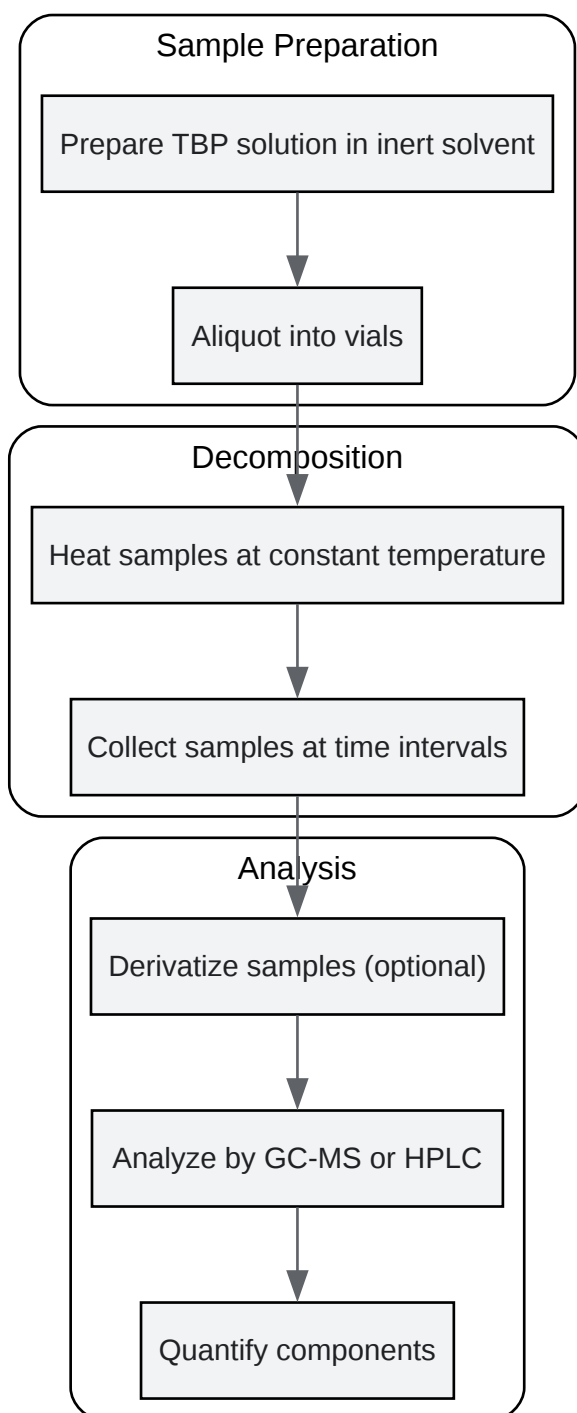 Sample Preparation
Prepare TBP solution in inert solvent
Aliquot into vials
Decomposition
Heat samples at constant temperature
Collect samples at time intervals
Analysis
Derivatize samples (optional)
Analyze by GC-MS or HPLC
Quantify components